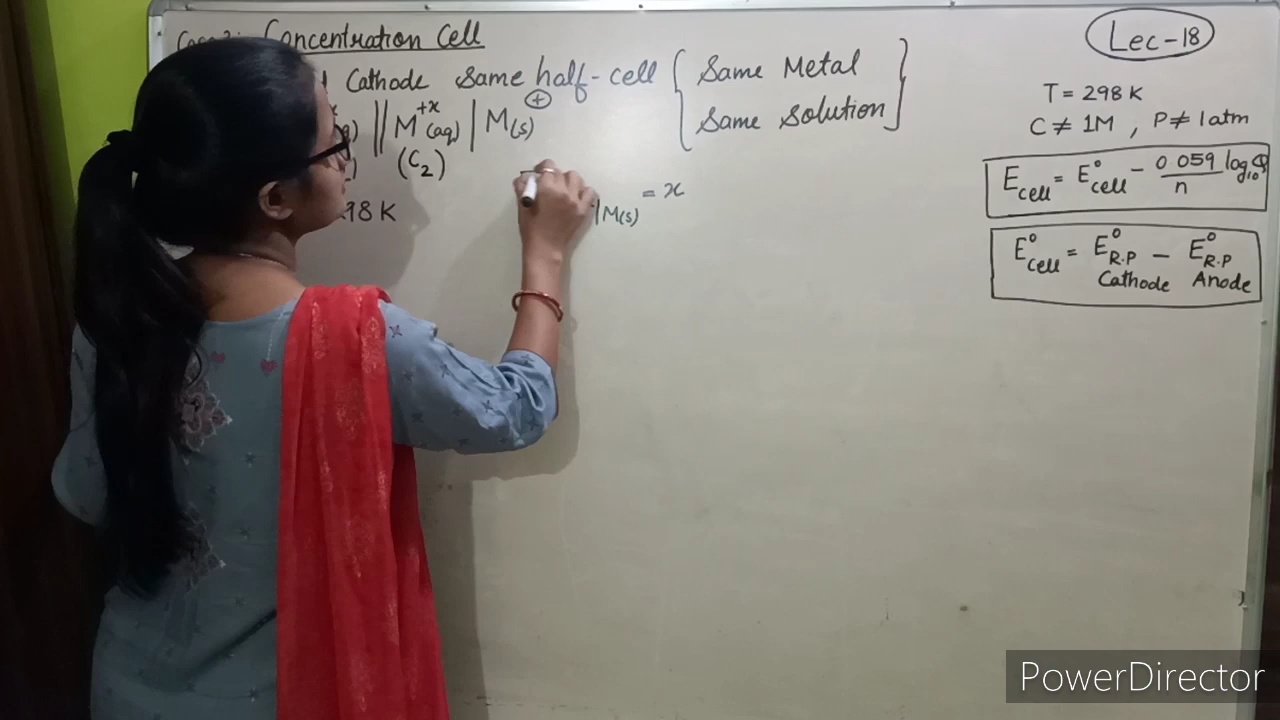 Concentration Cell
Cathode Same half-cell { Same Metal
Same Solution }
|| M⁺ˣ(aq) | M(s) ⊕
(C₂)
98 K
|M(s) = x
Lec-18
T = 298 K
C ≠ 1M , P ≠ 1 atm
E cell = E° cell - 0.059/n log₁₀ Q
E° cell = E° R.P Cathode - E° R.P Anode
PowerDirector